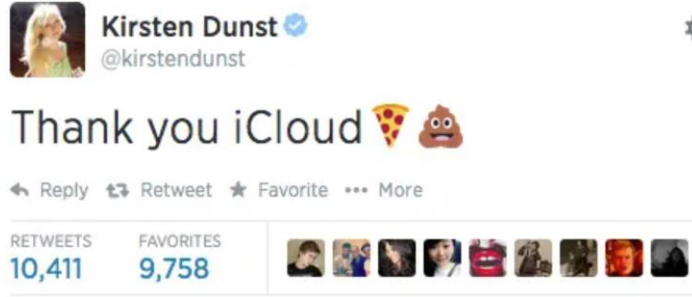 Kirsten Dunst
@kirstendunst
Thank you iCloud🍕💩
Reply Retweet Favorite More
RETWEETS FAVORITES
10,411 9,758